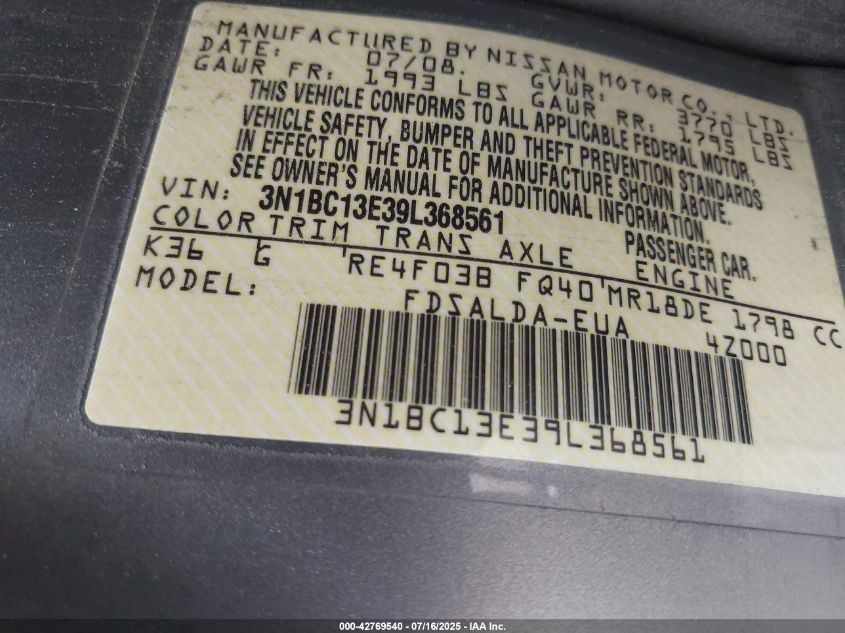 MANUFACTURED BY NISSAN MOTOR CO., LTD.
DATE: 07/08. GVWR: 3770 LBS
GAWR FR: 1993 LBS GAWR RR: 1795 LBS
THIS VEHICLE CONFORMS TO ALL APPLICABLE FEDERAL MOTOR,
VEHICLE SAFETY, BUMPER AND THEFT PREVENTION STANDARDS
IN EFFECT ON THE DATE OF MANUFACTURE SHOWN ABOVE.
SEE OWNER'S MANUAL FOR ADDITIONAL INFORMATION.
VIN: 3N1BC13E39L368561 PASSENGER CAR.
COLOR TRIM TRANS AXLE ENGINE
K36 G RE4F03B FQ40 MR18DE 1798 CC
MODEL: FDSALDA-EUA 4Z000
3N1BC13E39L368561
000-42769540 - 07/16/2025 - IAA Inc.